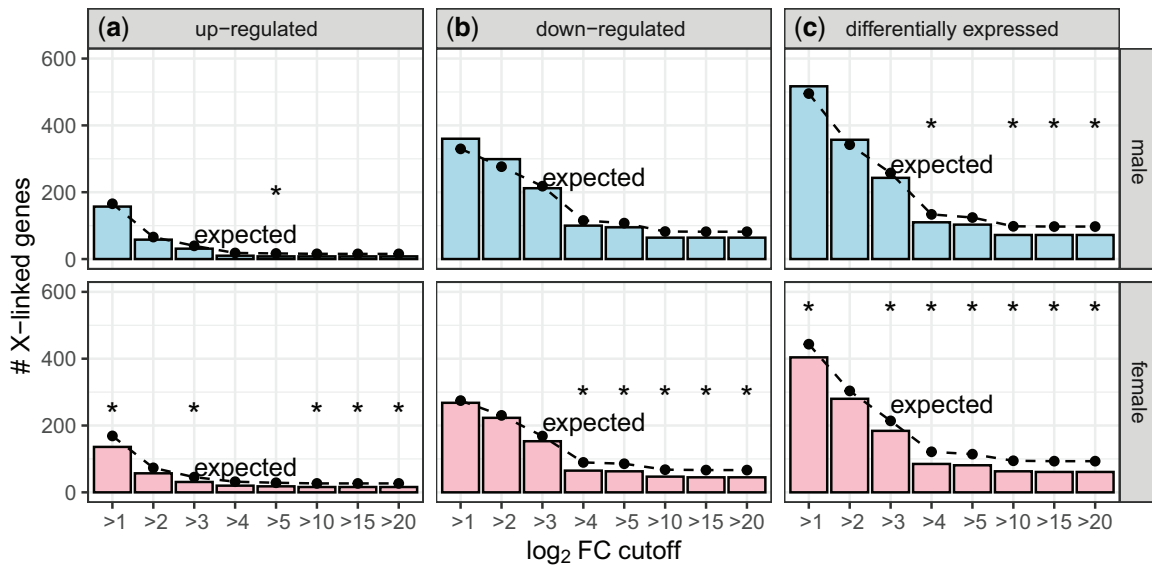 (a) up−regulated
(b) down−regulated
(c) differentially expressed
# X−linked genes
600
400
200
0
*
expected
expected
* * * *
expected
male
600
400
200
0
* * * * *
expected
* * * * *
expected
* * * * * * *
expected
female
>1 >2 >3 >4 >5 >10 >15 >20
>1 >2 >3 >4 >5 >10 >15 >20
>1 >2 >3 >4 >5 >10 >15 >20
log₂ FC cutoff